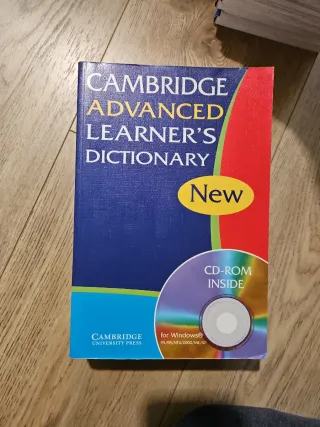 CAMBRIDGE
ADVANCED
LEARNER'S
DICTIONARY
New
CD-ROM
INSIDE
for Windows®
CAMBRIDGE
UNIVERSITY PRESS